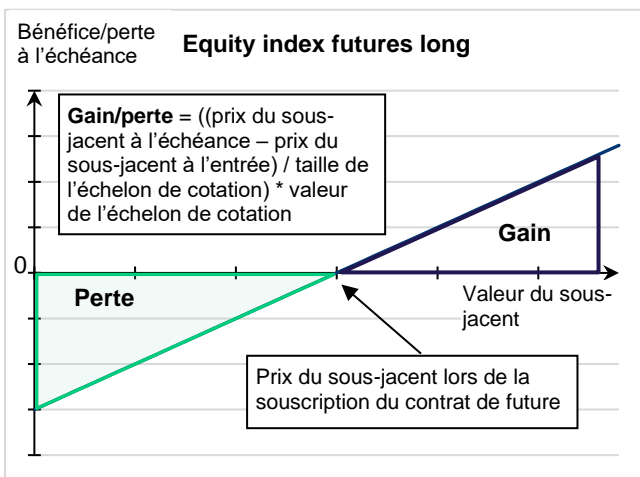 Bénéfice/perte
à l’échéance
Equity index futures long
Gain/perte = ((prix du sous-
jacent à l’échéance – prix du
sous-jacent à l’entrée) / taille de
l’échelon de cotation) * valeur
de l’échelon de cotation
Gain
0
Perte
Valeur du sous-
jacent
Prix du sous-jacent lors de la
souscription du contrat de future